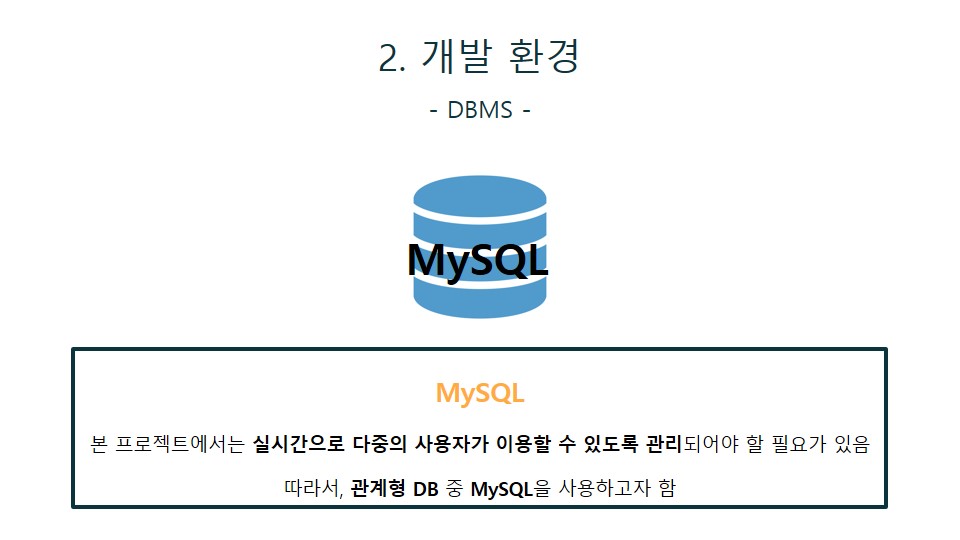 2. 개발 환경
- DBMS -
MySQL
MySQL
본 프로젝트에서는 실시간으로 다중의 사용자가 이용할 수 있도록 관리되어야 할 필요가 있음
따라서, 관계형 DB 중 MySQL을 사용하고자 함